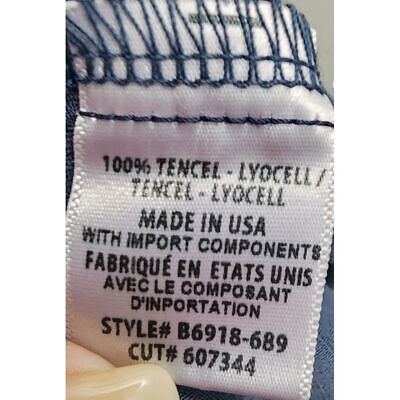 100% TENCEL - LYOCELL /
TENCEL - LYOCELL
MADE IN USA
WITH IMPORT COMPONENTS
FABRIQUÉ EN ETATS UNIS
AVEC LE COMPOSANT
D'INPORTATION
STYLE# B6918-689
CUT# 607344